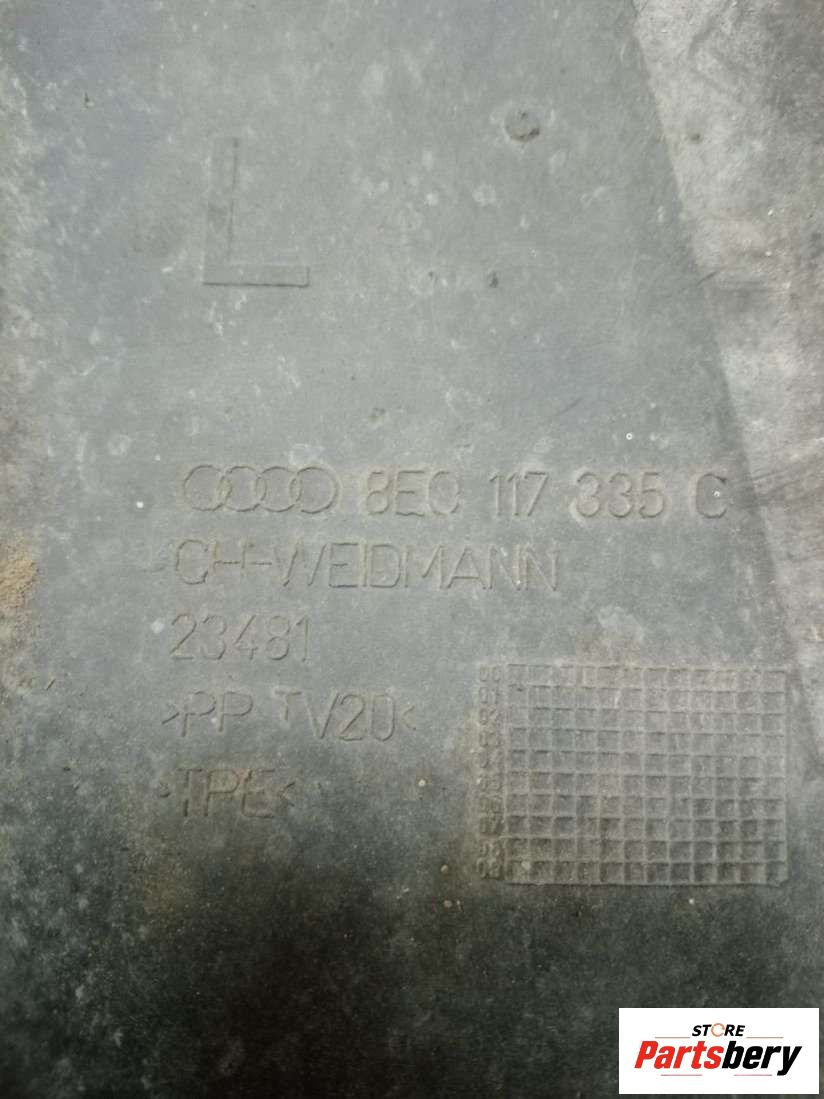 L
8E0 117 335 C
CH-WEIDMANN
23481
>PP TV20<
>TPE<
STORE
Partsbery